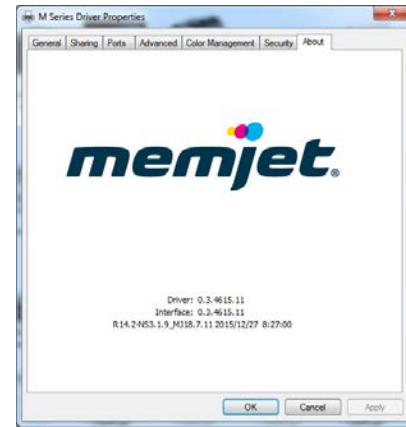 M Series Driver Properties
General Sharing Ports Advanced Color Management Security About
memjet®
Driver: 0.3.4615.11
Interface: 0.3.4615.11
R14.2-NS3.1.9_MJ18.7.11 2015/12/27 8:27:00
OK Cancel Apply